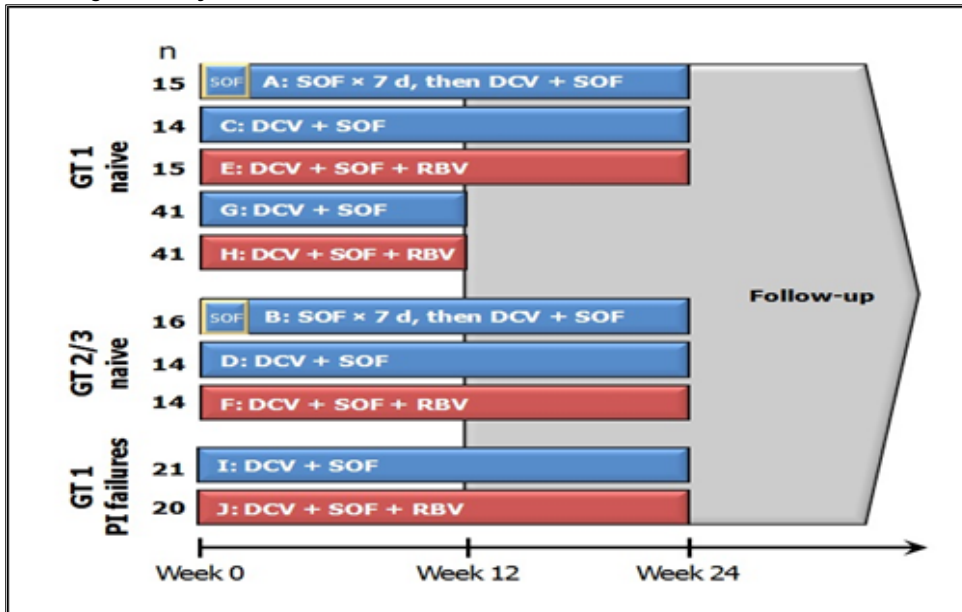 n
GT 1
naive
15
SOF
A: SOF × 7 d, then DCV + SOF
14
C: DCV + SOF
15
E: DCV + SOF + RBV
41
G: DCV + SOF
41
H: DCV + SOF + RBV
Follow-up
GT 2/3
naive
16
SOF
B: SOF × 7 d, then DCV + SOF
14
D: DCV + SOF
14
F: DCV + SOF + RBV
GT 1
PI failures
21
I: DCV + SOF
20
J: DCV + SOF + RBV
Week 0
Week 12
Week 24